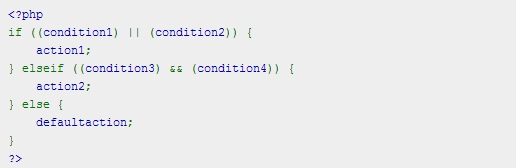 <?php
if ((condition1) || (condition2)) {
    action1;
} elseif ((condition3) && (condition4)) {
    action2;
} else {
    defaultaction;
}
?>